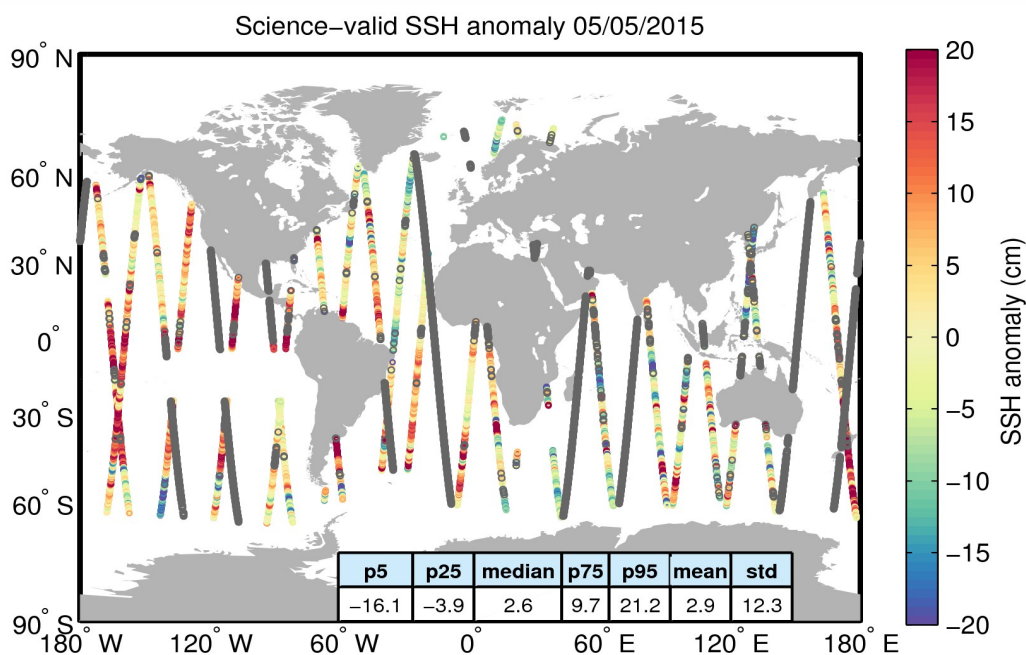 Science−valid SSH anomaly 05/05/2015
90° N
60° N
30° N
0°
30° S
60° S
90° S
180° W
120° W
60° W
0°
60° E
120° E
180° E
p5 p25 median p75 p95 mean std
−16.1 −3.9 2.6 9.7 21.2 2.9 12.3
20
15
10
5
0
−5
−10
−15
−20
SSH anomaly (cm)